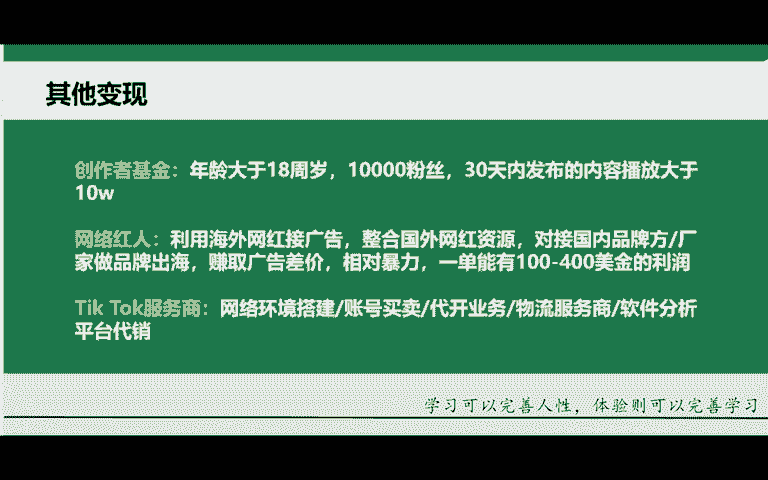 其他变现
创作者基金：年龄大于18周岁，10000粉丝，30天内发布的内容播放大于
10w
网络红人：利用海外网红接广告，整合国外网红资源，对接国内品牌方/厂
家做品牌出海，赚取广告差价，相对暴力，一单能有100-400美金的利润
Tik Tok服务商：网络环境搭建/账号买卖/代开业务/物流服务商/软件分析
平台代销
学习可以完善人性，体验则可以完善学习